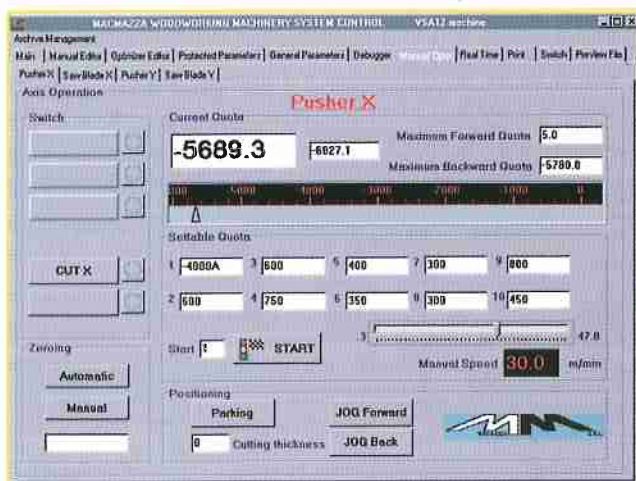 MACMAZZA WOODWORKING MACHINERY SYSTEM CONTROL VSA12 machine
Archive Management
Main Manual Editor Optimizer Editor Protected Parameters General Parameters Debugger Manual Oper Real Time Print Switch Preview File
Pusher X Saw Blade X Pusher Y Saw Blade Y
Axis Operation
Pusher X
Switch
Current Quota
-5689.3
-6027.1
Maximum Forward Quota 5.0
Maximum Backward Quota -5780.0
-5000 -4000 -3000 -2000 -1000 0
Settable Quota
CUT X
1 -4000A 3 600 5 400 7 300 9 800
2 600 4 750 6 350 8 300 10 450
Start 1 START
3 47.8
Manual Speed 30.0 m/mm
Zeroing
Automatic
Manual
Positioning
Parking JOG Forward
0 Cutting thickness JOG Back